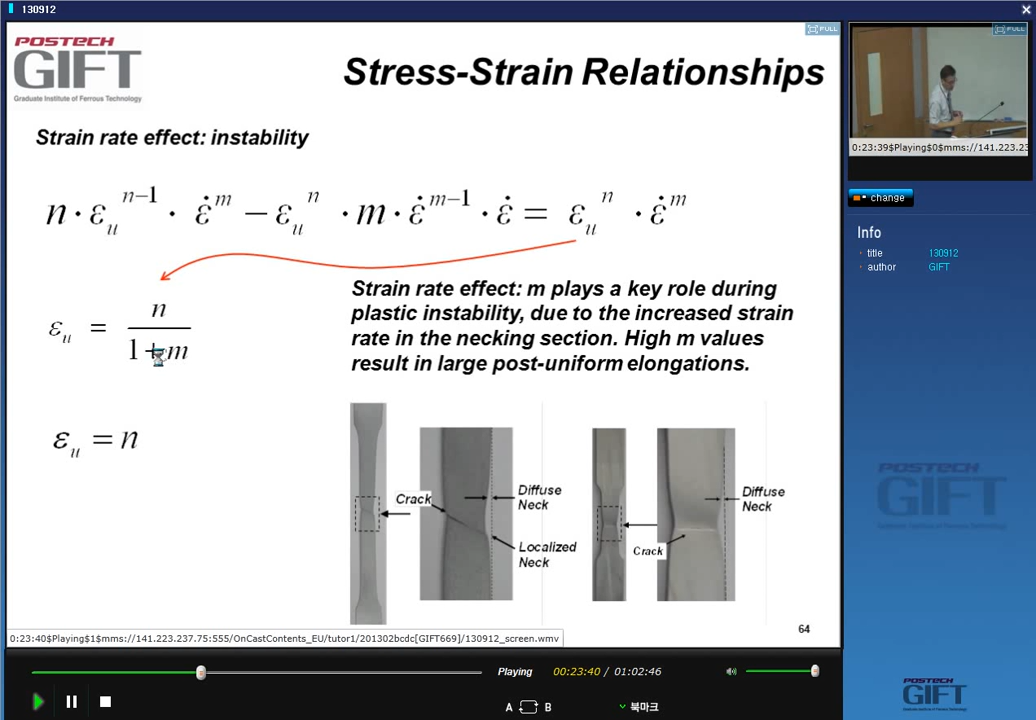 130912
FULL
POSTECH
GIFT
Graduate Institute of Ferrous Technology
Stress-Strain Relationships
Strain rate effect: instability
n · ε_u^{n−1} · ε̇^m − ε_u^n · m · ε̇^{m−1} · ε̇ = ε_u^n · ε̇^m
ε_u = n / (1 + m)
ε_u = n
Strain rate effect: m plays a key role during
plastic instability, due to the increased strain
rate in the necking section. High m values
result in large post-uniform elongations.
Crack
Diffuse
Neck
Localized
Neck
Diffuse
Neck
Crack
64
0:23:40$Playing$1$mms://141.223.237.75:555/OnCastContents_EU/tutor1/201302bcdc[GIFT669]/130912_screen.wmv
Playing
00:23:40 / 01:02:46
A B
북마크
FULL
0:23:39$Playing$0$mms://141.223.23
change
Info
title 130912
author GIFT
POSTECH
GIFT
POSTECH
GIFT